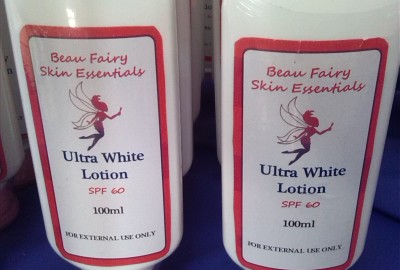 Beau Fairy
Skin Essentials
Ultra White
Lotion
SPF 60
100ml
FOR EXTERNAL USE ONLY
Beau Fairy
Skin Essentials
Ultra White
Lotion
SPF 60
100ml
FOR EXTERNAL USE ONLY